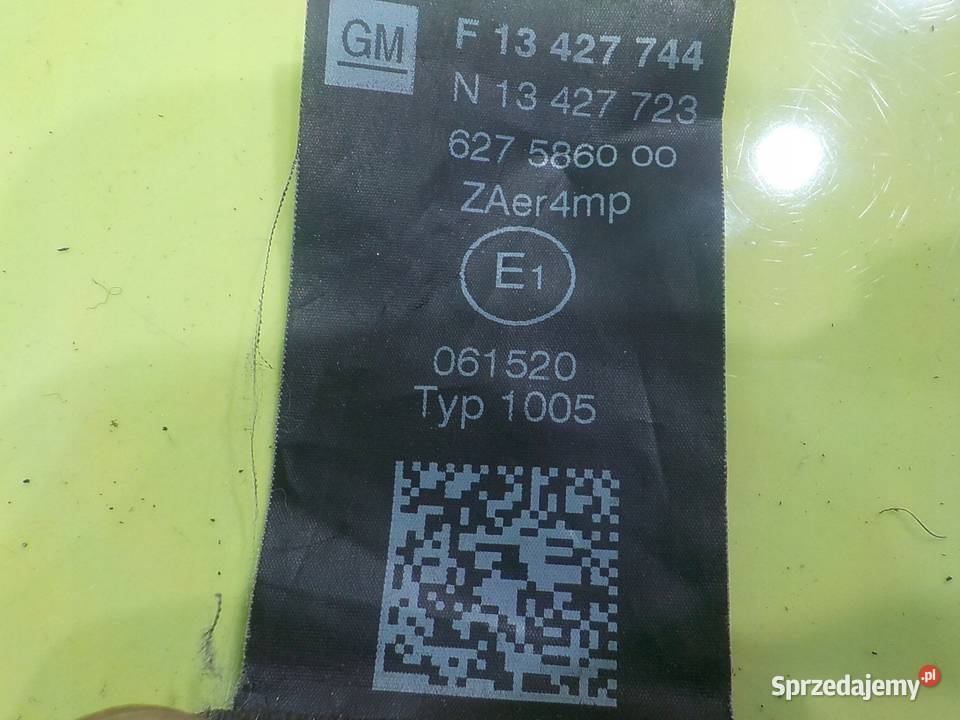 GM
F 13 427 744
N 13 427 723
627 5860 00
ZAer4mp
E1
061520
Typ 1005
Sprzedajemy.pl